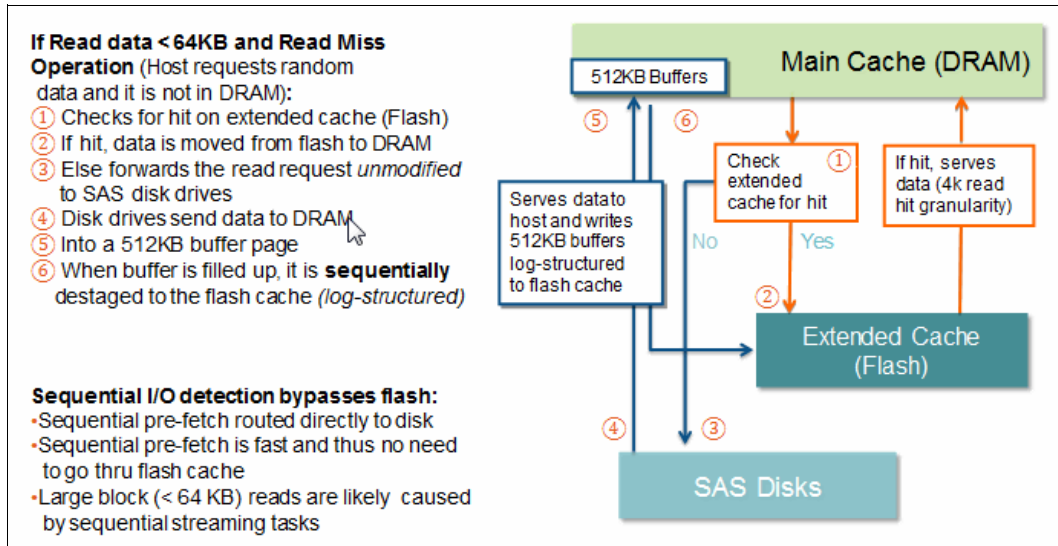 If Read data < 64KB and Read Miss
Operation (Host requests random
data and it is not in DRAM):
① Checks for hit on extended cache (Flash)
② If hit, data is moved from flash to DRAM
③ Else forwards the read request unmodified
to SAS disk drives
④ Disk drives send data to DRAM
⑤ Into a 512KB buffer page
⑥ When buffer is filled up, it is sequentially
destaged to the flash cache (log-structured)
Sequential I/O detection bypasses flash:
•Sequential pre-fetch routed directly to disk
•Sequential pre-fetch is fast and thus no need
to go thru flash cache
•Large block (< 64 KB) reads are likely caused
by sequential streaming tasks
Main Cache (DRAM)
512KB Buffers
⑤
⑥
Check
extended
cache for hit
①
If hit, serves
data (4k read
hit granularity)
Serves data to
host and writes
512KB buffers
log-structured
to flash cache
No
Yes
②
Extended Cache
(Flash)
④
③
SAS Disks